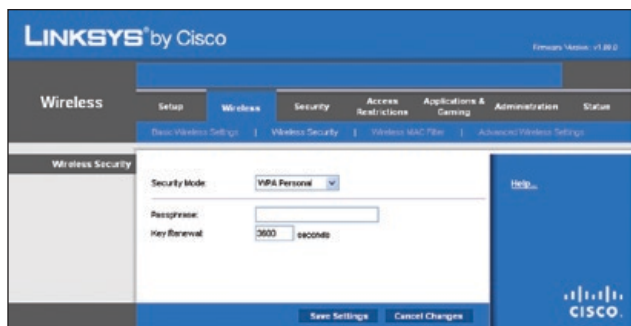 LINKSYS® by Cisco
Firmware Version: v1.00.0
Wireless
Setup Wireless Security Access Restrictions Applications & Gaming Administration Status
Basic Wireless Settings | Wireless Security | Wireless MAC Filter | Advanced Wireless Settings
Wireless Security
Security Mode: WPA Personal
Help...
Passphrase:
Key Renewal: 3600 seconds
Save Settings Cancel Changes
CISCO.